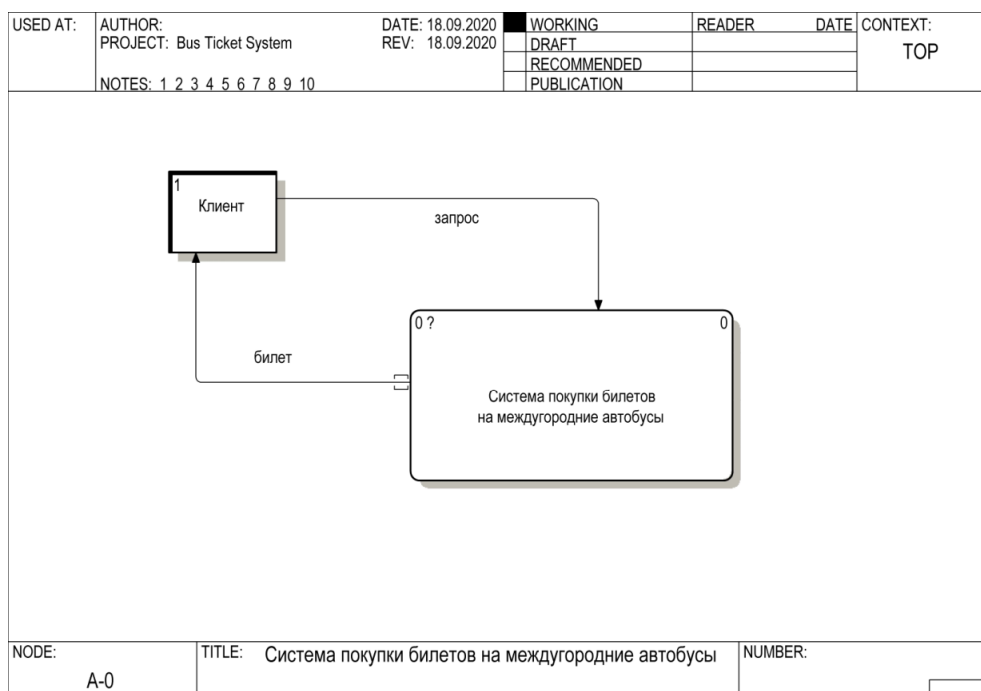 USED AT:
AUTHOR:
DATE: 18.09.2020
WORKING
READER
DATE
CONTEXT:
PROJECT: Bus Ticket System
REV: 18.09.2020
DRAFT
TOP
RECOMMENDED
NOTES: 1 2 3 4 5 6 7 8 9 10
PUBLICATION
1
Клиент
запрос
0 ?
0
билет
Система покупки билетов
на междугородние автобусы
NODE:
TITLE:
Система покупки билетов на междугородние автобусы
NUMBER:
A-0